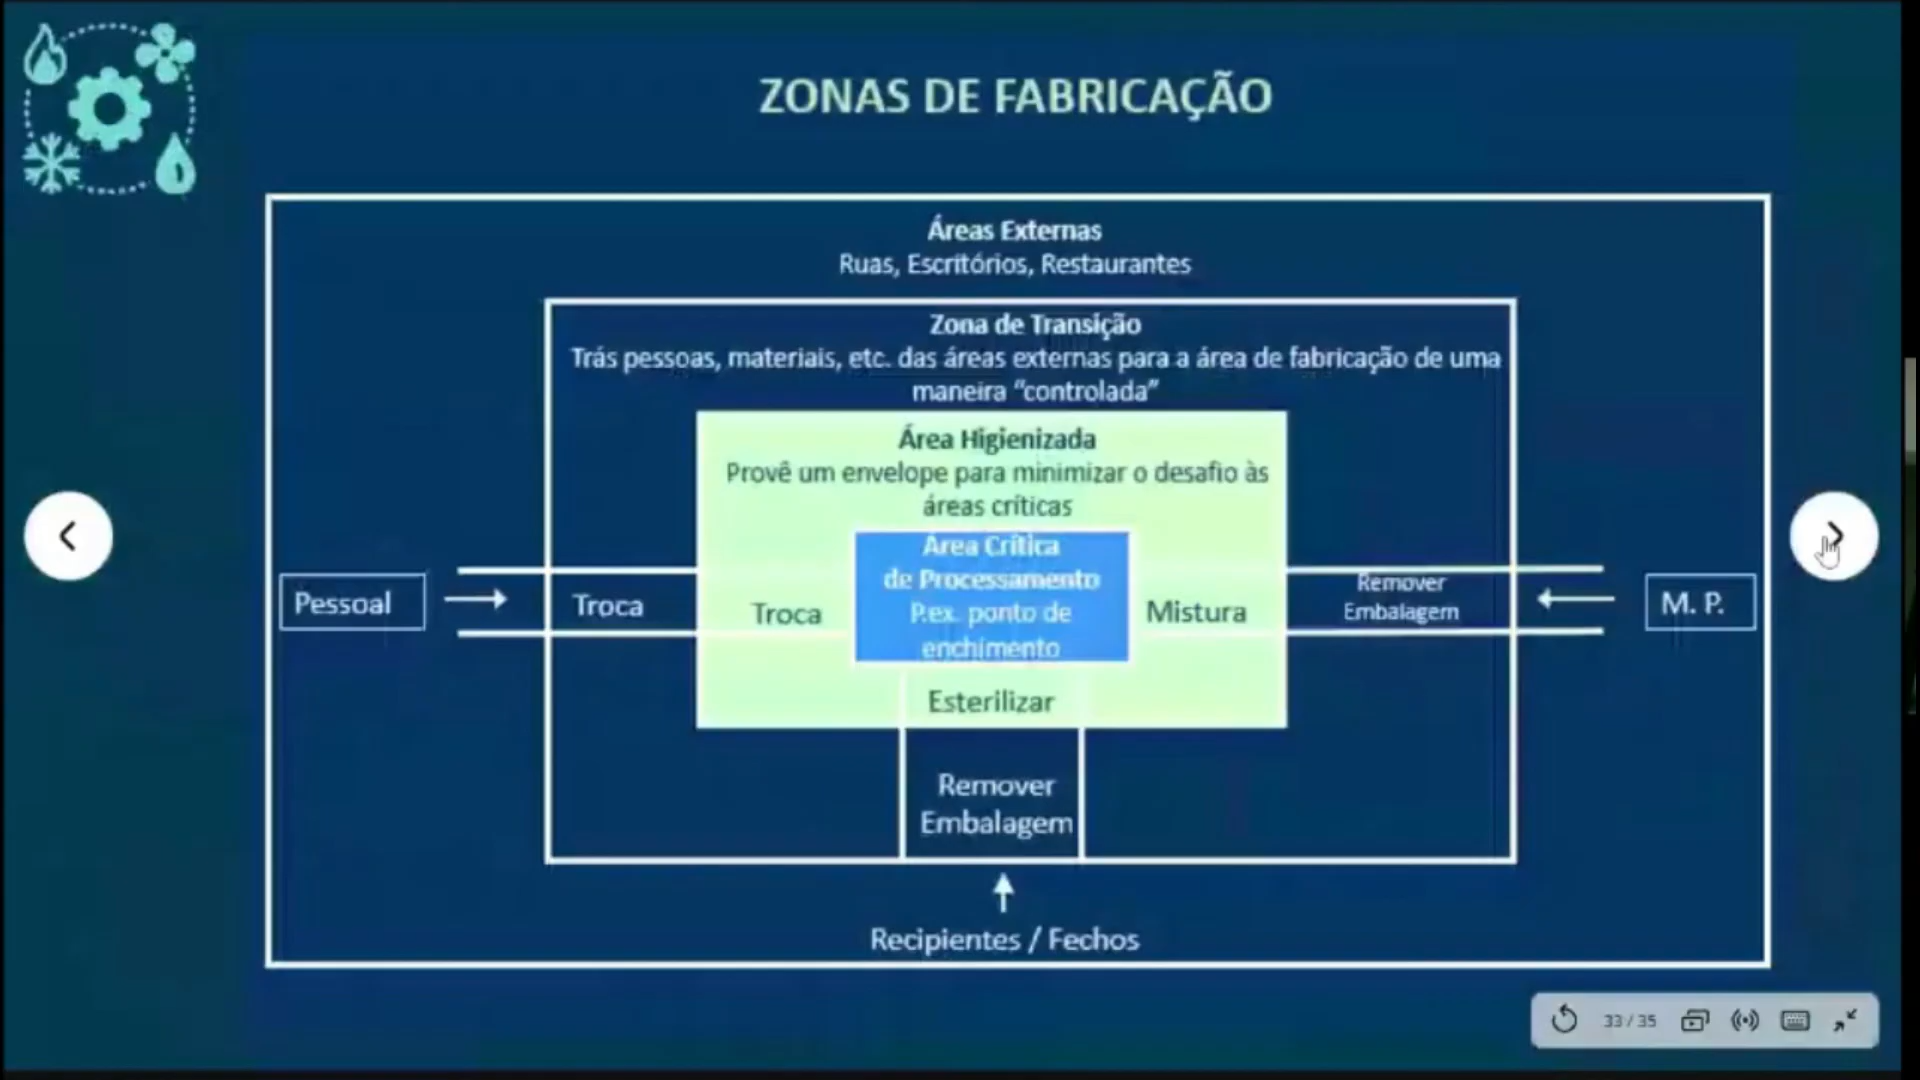 ZONAS DE FABRICAÇÃO
Áreas Externas
Ruas, Escritórios, Restaurantes
Zona de Transição
Trás pessoas, materiais, etc. das áreas externas para a área de fabricação de uma
maneira “controlada”
Área Higienizada
Provê um envelope para minimizar o desafio às
áreas críticas
Área Crítica
de Processamento
P.ex. ponto de
enchimento
Pessoal
Troca
Troca
Mistura
Remover
Embalagem
M. P.
Esterilizar
Remover
Embalagem
Recipientes / Fechos
33 / 35